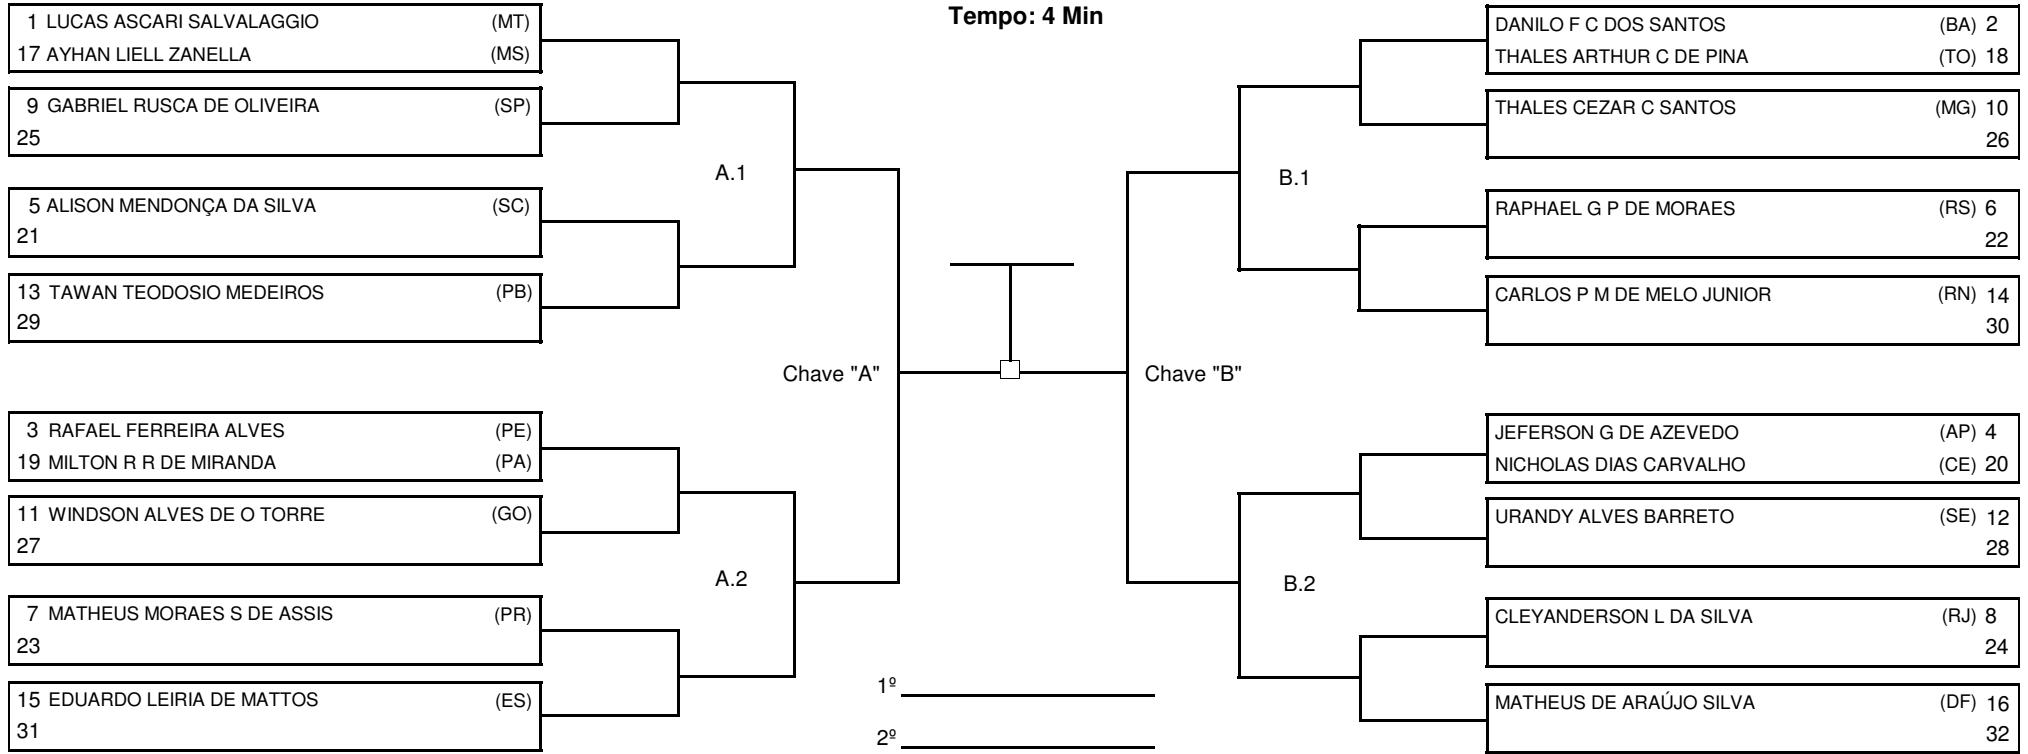 Tempo: 4 Min
1 LUCAS ASCARI SALVALAGGIO (MT)
17 AYHAN LIELL ZANELLA (MS)
9 GABRIEL RUSCA DE OLIVEIRA (SP)
25
A.1
5 ALISON MENDONÇA DA SILVA (SC)
21
13 TAWAN TEODOSIO MEDEIROS (PB)
29
Chave "A"
3 RAFAEL FERREIRA ALVES (PE)
19 MILTON R R DE MIRANDA (PA)
11 WINDSON ALVES DE O TORRE (GO)
27
A.2
7 MATHEUS MORAES S DE ASSIS (PR)
23
15 EDUARDO LEIRIA DE MATTOS (ES)
31
DANILO F C DOS SANTOS (BA) 2
THALES ARTHUR C DE PINA (TO) 18
THALES CEZAR C SANTOS (MG) 10
26
B.1
RAPHAEL G P DE MORAES (RS) 6
22
CARLOS P M DE MELO JUNIOR (RN) 14
30
Chave "B"
JEFERSON G DE AZEVEDO (AP) 4
NICHOLAS DIAS CARVALHO (CE) 20
URANDY ALVES BARRETO (SE) 12
28
B.2
CLEYANDERSON L DA SILVA (RJ) 8
24
MATHEUS DE ARAÚJO SILVA (DF) 16
32
1º
2º